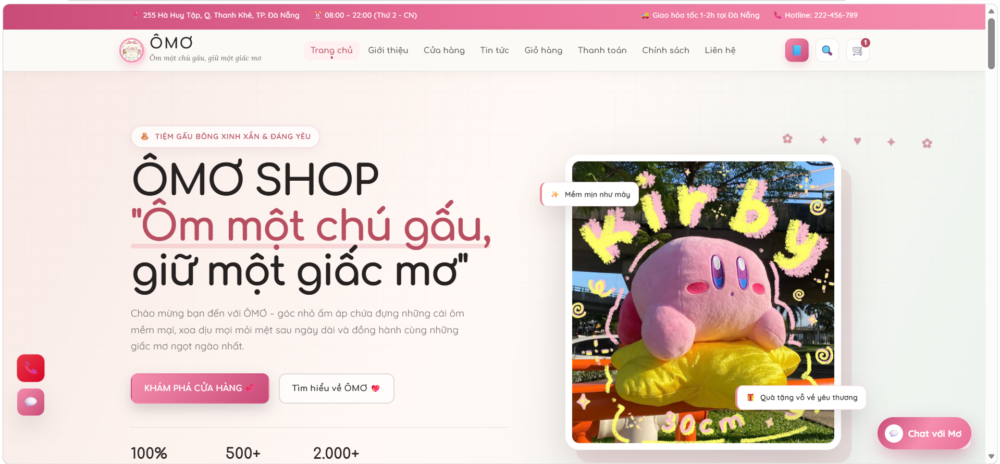 255 Hà Huy Tập, Q. Thanh Khê, TP. Đà Nẵng
08:00 – 22:00 (Thứ 2 - CN)
Giao hỏa tốc 1-2h tại Đà Nẵng
Hotline: 222-456-789
ÔMƠ
ÔMƠ
Ôm một chú gấu, giữ một giấc mơ
Trang chủ
Giới thiệu
Cửa hàng
Tin tức
Giỏ hàng
Thanh toán
Chính sách
Liên hệ
1
TIỆM GẤU BÔNG XINH XẮN & ĐÁNG YÊU
ÔMƠ SHOP
"Ôm một chú gấu,
giữ một giấc mơ"
Chào mừng bạn đến với ÔMƠ – góc nhỏ ấm áp chứa đựng những cái ôm
mềm mại, xoa dịu mọi mỏi mệt sau ngày dài và đồng hành cùng những
giấc mơ ngọt ngào nhất.
KHÁM PHÁ CỬA HÀNG
Tìm hiểu về ÔMƠ
100%
500+
2.000+
Mềm mịn như mây
Kirby
Quà tặng vỗ về yêu thương
30cm
Chat với Mơ